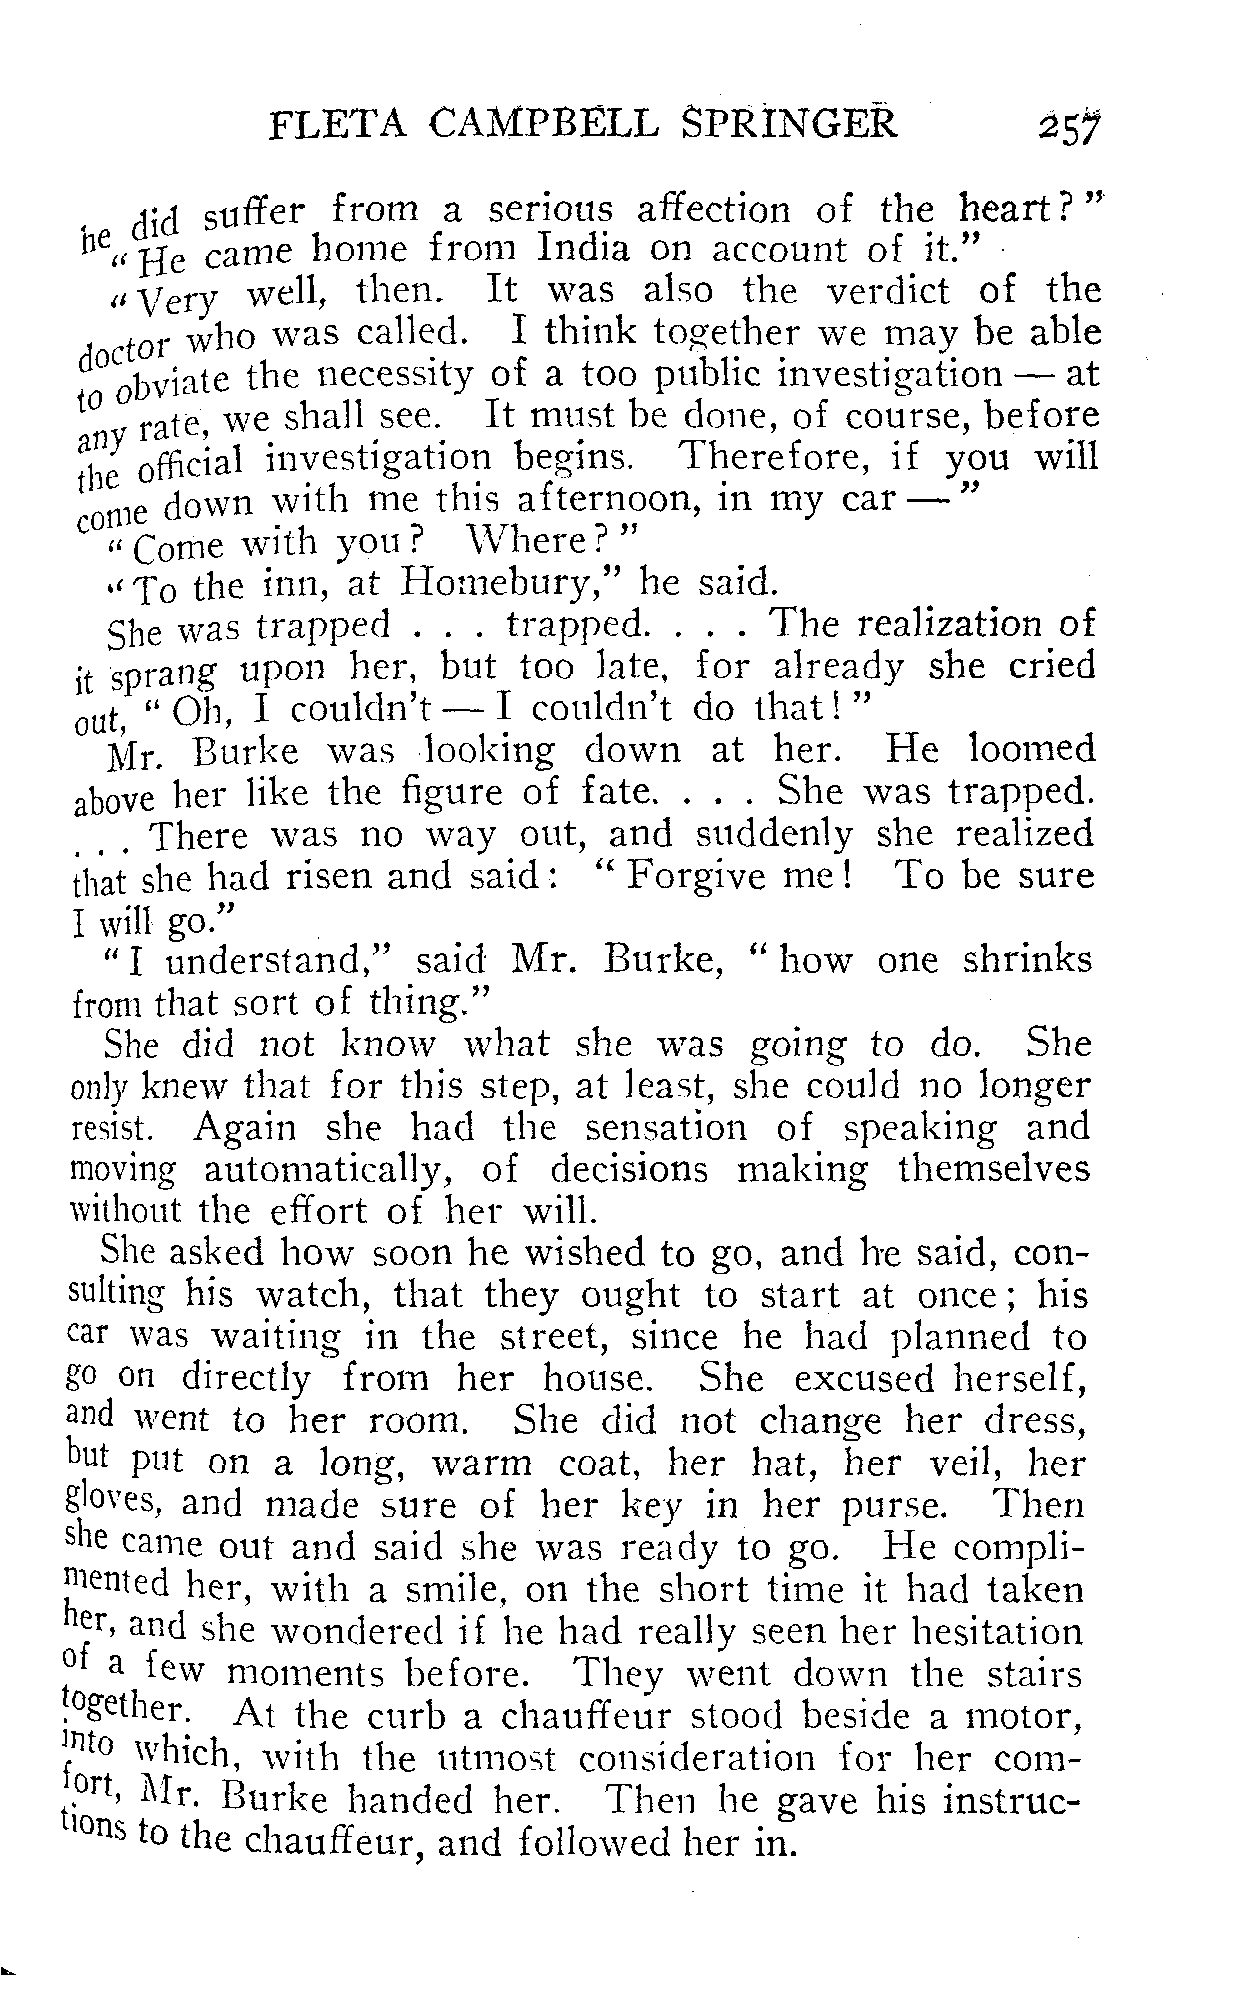 FLETA CAMPBELL SPRINGER 257
he did suffer from a serious affection of the heart?"
"He came home from India on account of it."
"Very well, then. It was also the verdict of the
doctor who was called. I think together we may be able
to obviate the necessity of a too public investigation — at
any rate, we shall see. It must be done, of course, before
the official investigation begins. Therefore, if you will
come down with me this afternoon, in my car —"
"Come with you? Where?"
"To the inn, at Homebury," he said.
She was trapped . . . trapped. . . . The realization of
it sprang upon her, but too late, for already she cried
out, "Oh, I couldn't — I couldn't do that!"
Mr. Burke was looking down at her. He loomed
above her like the figure of fate. . . . She was trapped.
. . . There was no way out, and suddenly she realized
that she had risen and said: "Forgive me! To be sure
I will go."
"I understand," said Mr. Burke, "how one shrinks
from that sort of thing."
She did not know what she was going to do. She
only knew that for this step, at least, she could no longer
resist. Again she had the sensation of speaking and
moving automatically, of decisions making themselves
without the effort of her will.
She asked how soon he wished to go, and he said, con-
sulting his watch, that they ought to start at once; his
car was waiting in the street, since he had planned to
go on directly from her house. She excused herself,
and went to her room. She did not change her dress,
but put on a long, warm coat, her hat, her veil, her
gloves, and made sure of her key in her purse. Then
she came out and said she was ready to go. He compli-
mented her, with a smile, on the short time it had taken
her, and she wondered if he had really seen her hesitation
of a few moments before. They went down the stairs
together. At the curb a chauffeur stood beside a motor,
into which, with the utmost consideration for her com-
fort, Mr. Burke handed her. Then he gave his instruc-
tions to the chauffeur, and followed her in.